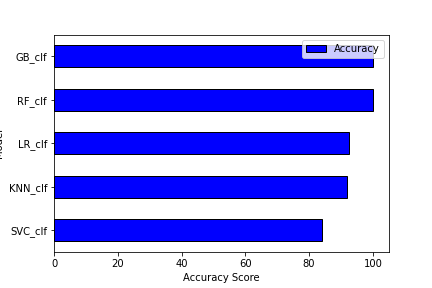 Accuracy
GB_clf
RF_clf
LR_clf
KNN_clf
SVC_clf
0 20 40 60 80 100
Accuracy Score